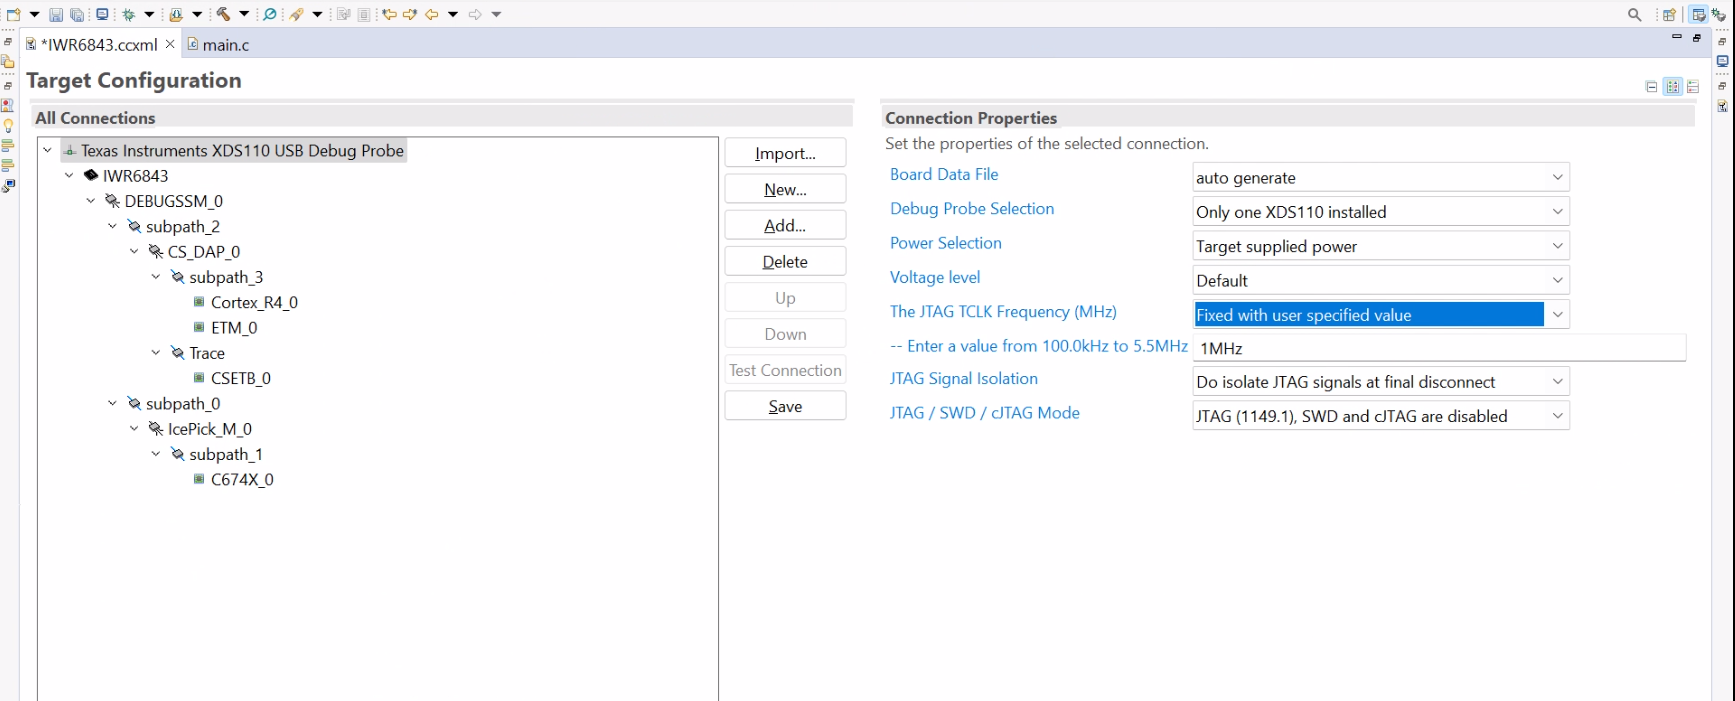 *IWR6843.ccxml
main.c
Target Configuration
All Connections
Texas Instruments XDS110 USB Debug Probe
IWR6843
DEBUGSSM_0
subpath_2
CS_DAP_0
subpath_3
Cortex_R4_0
ETM_0
Trace
CSETB_0
subpath_0
IcePick_M_0
subpath_1
C674X_0
Import...
New...
Add...
Delete
Up
Down
Test Connection
Save
Connection Properties
Set the properties of the selected connection.
Board Data File auto generate
Debug Probe Selection Only one XDS110 installed
Power Selection Target supplied power
Voltage level Default
The JTAG TCLK Frequency (MHz) Fixed with user specified value
-- Enter a value from 100.0kHz to 5.5MHz 1MHz
JTAG Signal Isolation Do isolate JTAG signals at final disconnect
JTAG / SWD / cJTAG Mode JTAG (1149.1), SWD and cJTAG are disabled